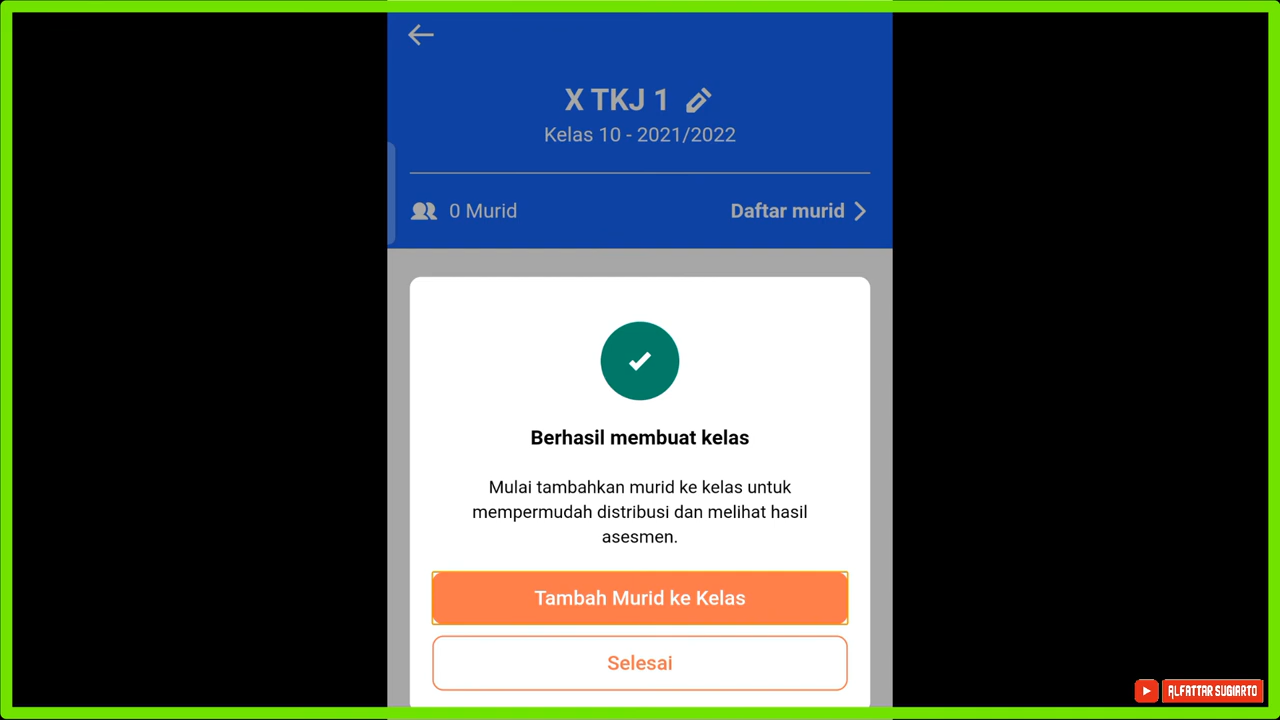 X TKJ 1
Kelas 10 - 2021/2022
0 Murid
Daftar murid
Berhasil membuat kelas
Mulai tambahkan murid ke kelas untuk
mempermudah distribusi dan melihat hasil
asesmen.
Tambah Murid ke Kelas
Selesai
ALFATTAR SUGIARTO